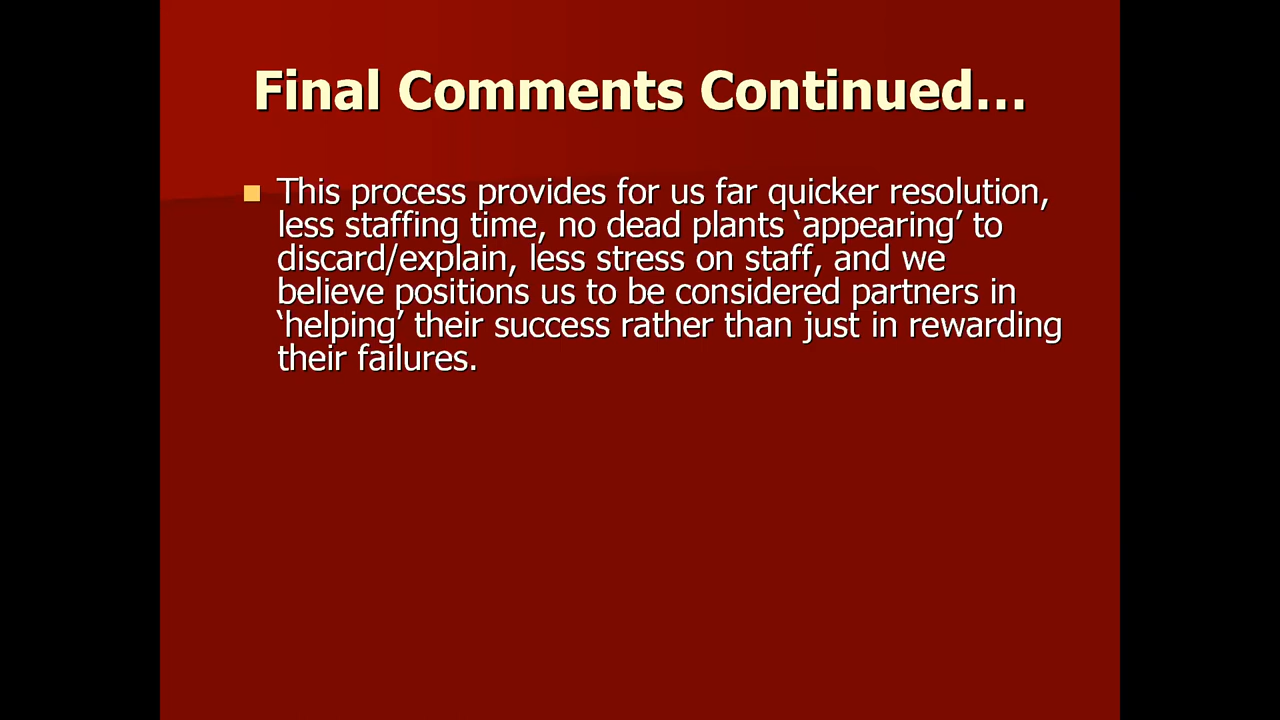 Final Comments Continued…
This process provides for us far quicker resolution,
less staffing time, no dead plants ‘appearing’ to
discard/explain, less stress on staff, and we
believe positions us to be considered partners in
‘helping’ their success rather than just in rewarding
their failures.